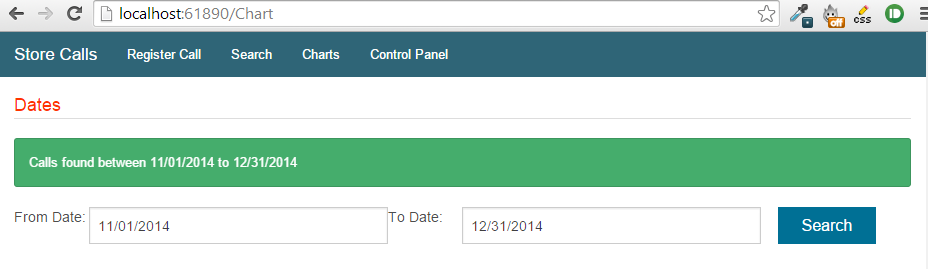 localhost:61890/Chart
off
css
Store Calls Register Call Search Charts Control Panel
Dates
Calls found between 11/01/2014 to 12/31/2014
From Date: 11/01/2014 To Date: 12/31/2014 Search